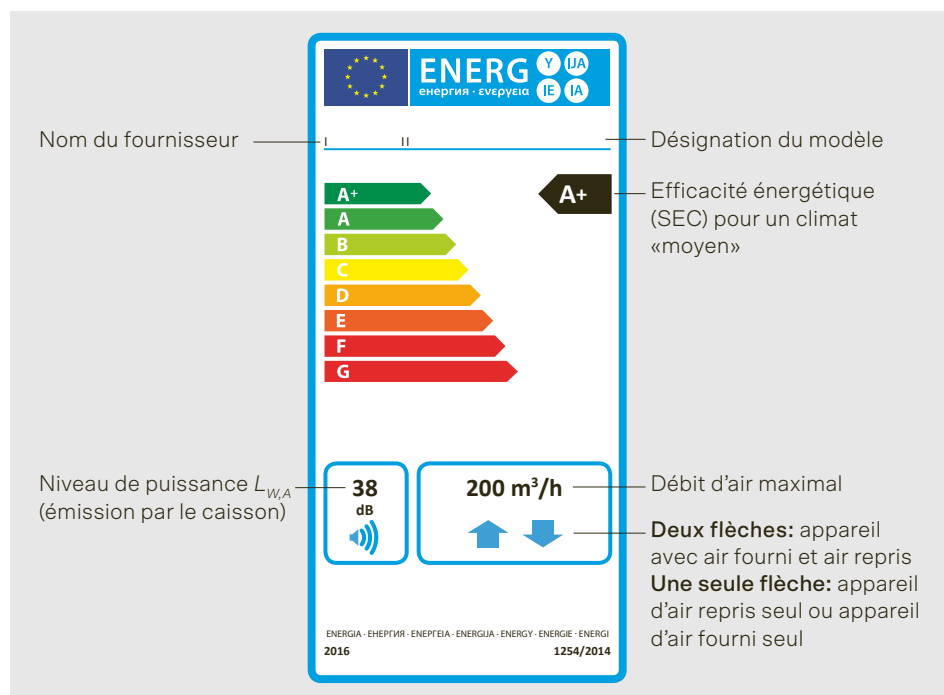 ENERG Y IJA
енергия · ενεργεια IE IA
Nom du fournisseur
I II
Désignation du modèle
A+
A
B
C
D
E
F
G
A+
Efficacité énergétique
(SEC) pour un climat
«moyen»
Niveau de puissance L_W,A
(émission par le caisson)
38
dB
200 m³/h
Débit d'air maximal
Deux flèches: appareil
avec air fourni et air repris
Une seule flèche: appareil
d'air repris seul ou appareil
d'air fourni seul
ENERGIA · ЕНЕРГИЯ · ΕΝΕΡΓΕΙΑ · ENERGIJA · ENERGY · ENERGIE · ENERGI
2016 1254/2014